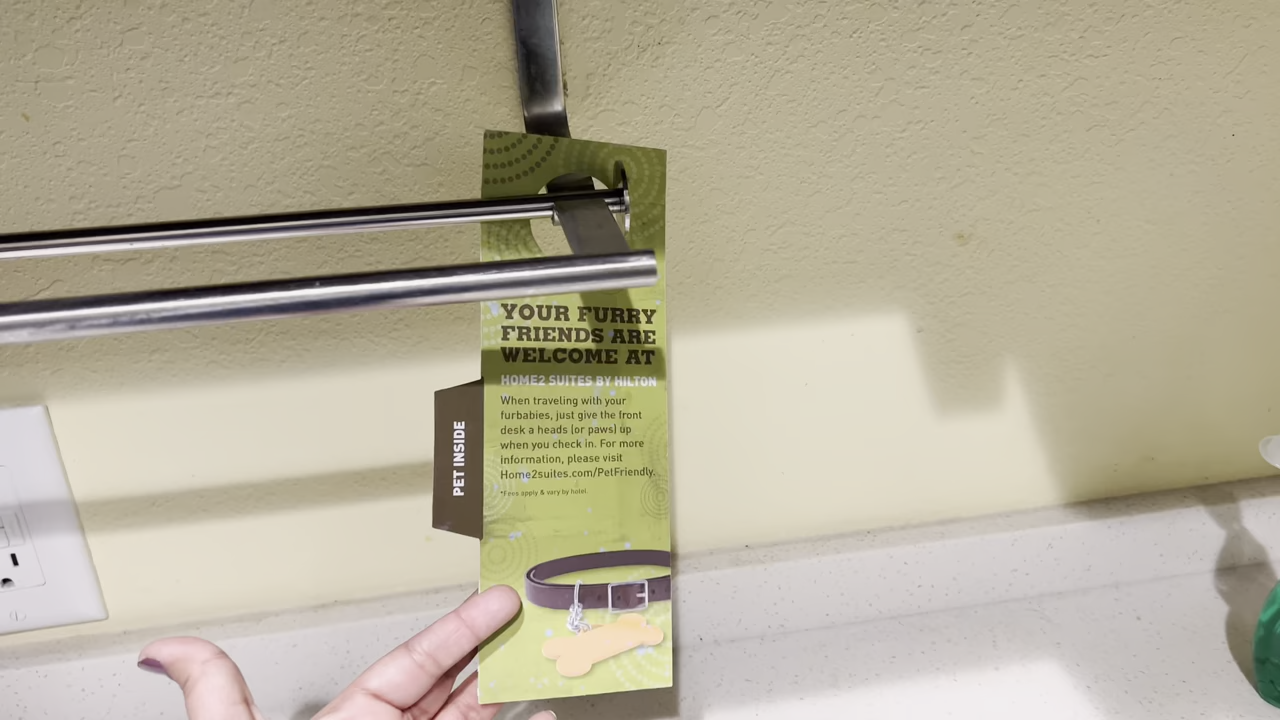 YOUR FURRY
FRIENDS ARE
WELCOME AT
HOME2 SUITES BY HILTON
When traveling with your
furbabies, just give the front
desk a heads (or paws) up
when you check in. For more
information, please visit
Home2suites.com/PetFriendly.
*Fees apply & vary by hotel.
PET INSIDE